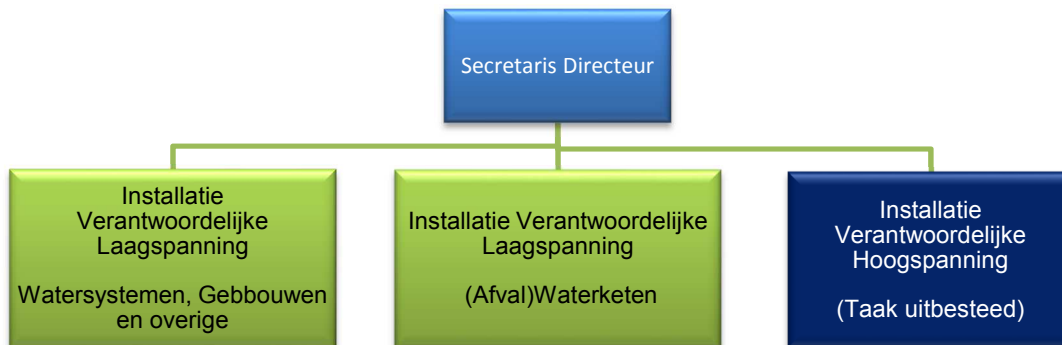 Secretaris Directeur
Installatie
Verantwoordelijke
Laagspanning
Watersystemen, Gebbouwen
en overige
Installatie Verantwoordelijke
Laagspanning
(Afval)Waterketen
Installatie
Verantwoordelijke
Hoogspanning
(Taak uitbesteed)